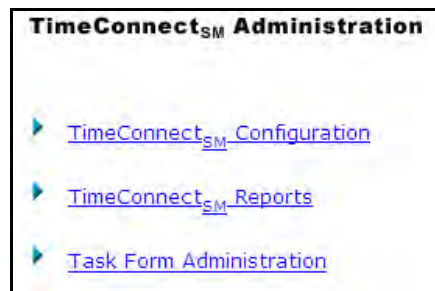 TimeConnectSM Administration
TimeConnectSM Configuration
TimeConnectSM Reports
Task Form Administration